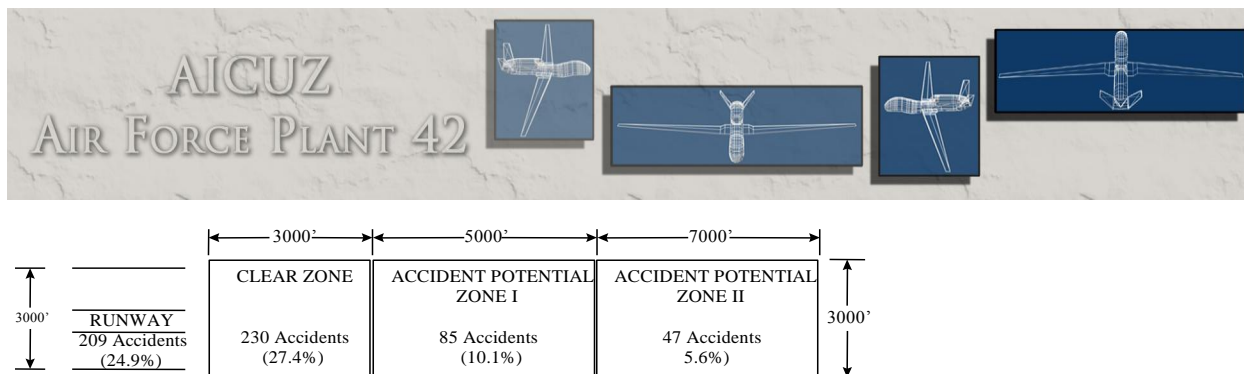 AICUZ
AIR FORCE PLANT 42
3000’
5000’
7000’
CLEAR ZONE
ACCIDENT POTENTIAL
ZONE I
ACCIDENT POTENTIAL
ZONE II
3000’
RUNWAY
209 Accidents
(24.9%)
230 Accidents
(27.4%)
85 Accidents
(10.1%)
47 Accidents
5.6%)
3000’